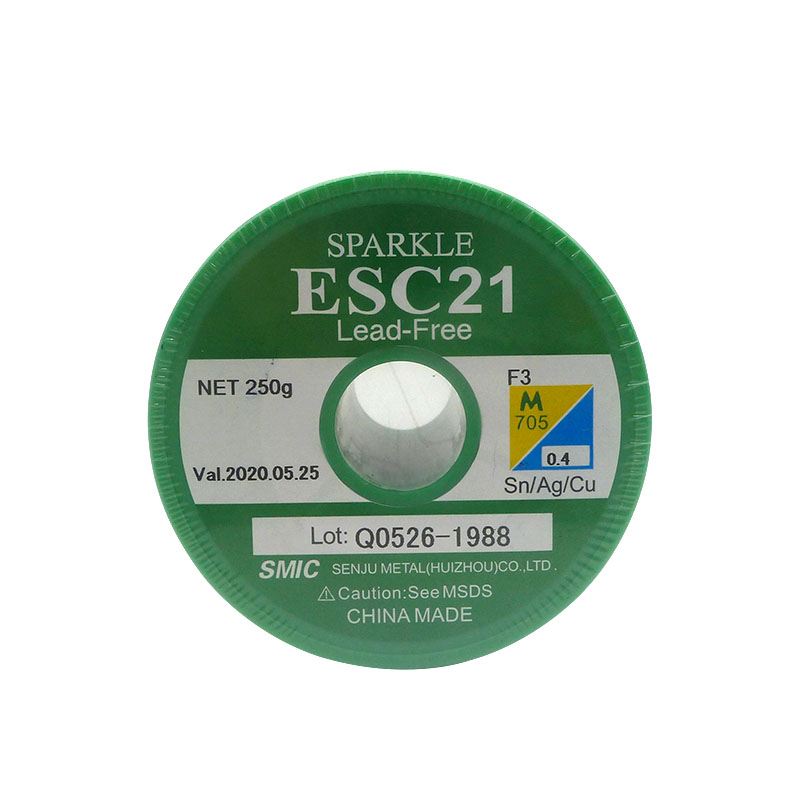 SPARKLE
ESC21
Lead-Free
NET 250g
Val.2020.05.25
F3
M
705
0.4
Sn/Ag/Cu
Lot: Q0526-1988
SMIC SENJU METAL(HUIZHOU)CO.,LTD.
⚠Caution:See MSDS
CHINA MADE